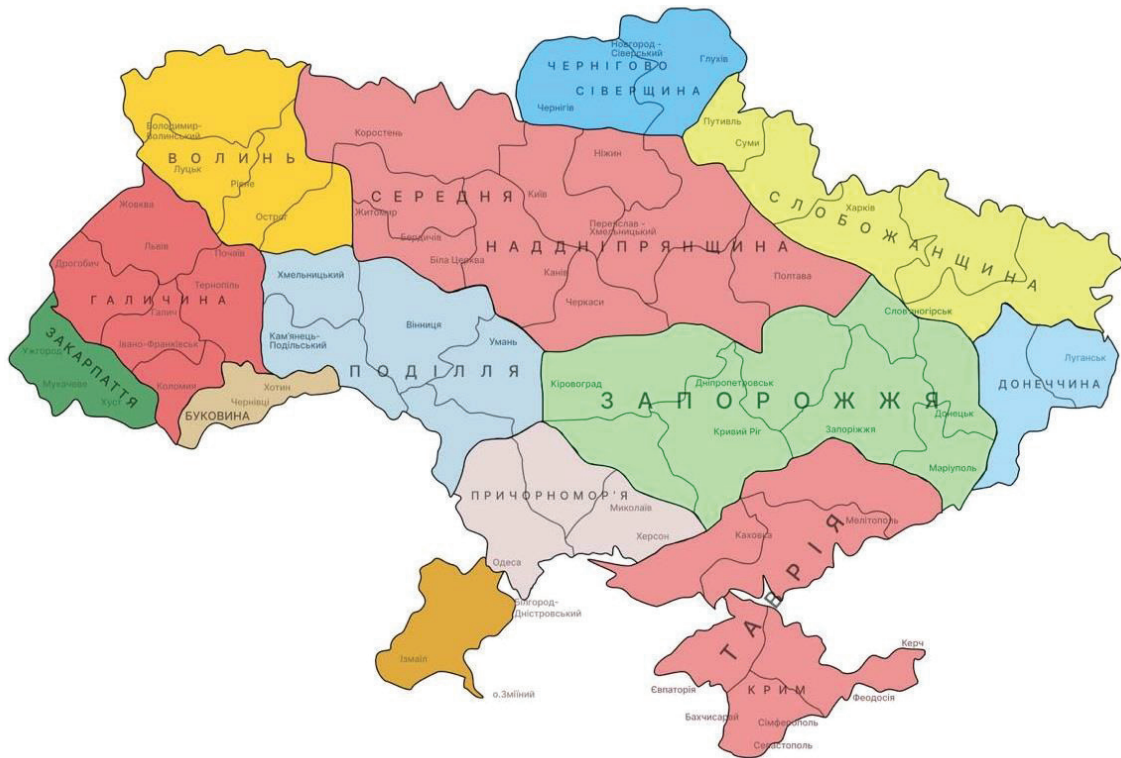 Новгород -
Сіверський
Глухів
ЧЕРНІГОВО
СІВЕРЩИНА
Чернігів
Путивль
Суми
Володимир-
Волинський
ВОЛИНЬ
Луцьк
Рівне
Острог
Коростень
Ніжин
СЕРЕДНЯ
Київ
Житомир
Бердичів
Переяслав -
Хмельницький
НАДДНІПРЯНЩИНА
Біла Церква
Канів
Черкаси
Полтава
Харків
СЛОБОЖАНЩИНА
Слов'яногірськ
Жовква
Львів
Почаїв
Дрогобич
Тернопіль
ГАЛИЧИНА
Галич
Івано-Франківськ
Коломия
ЗАКАРПАТТЯ
Ужгород
Мукачево
Хуст
Хотин
Чернівці
БУКОВИНА
Хмельницький
Вінниця
Кам'янець-
Подільський
Умань
ПОДІЛЛЯ
Кіровоград
Дніпропетровськ
ЗАПОРОЖЖЯ
Кривий Ріг
Запоріжжя
Донецьк
Маріуполь
Луганськ
ДОНЕЧЧИНА
ПРИЧОРНОМОР'Я
Миколаїв
Херсон
Одеса
Білгород-
Дністровський
Ізмаїл
о.Зміїний
Мелітополь
Каховка
ТАВРІЯ
Керч
Євпаторія
КРИМ
Феодосія
Бахчисарай
Сімферополь
Севастополь